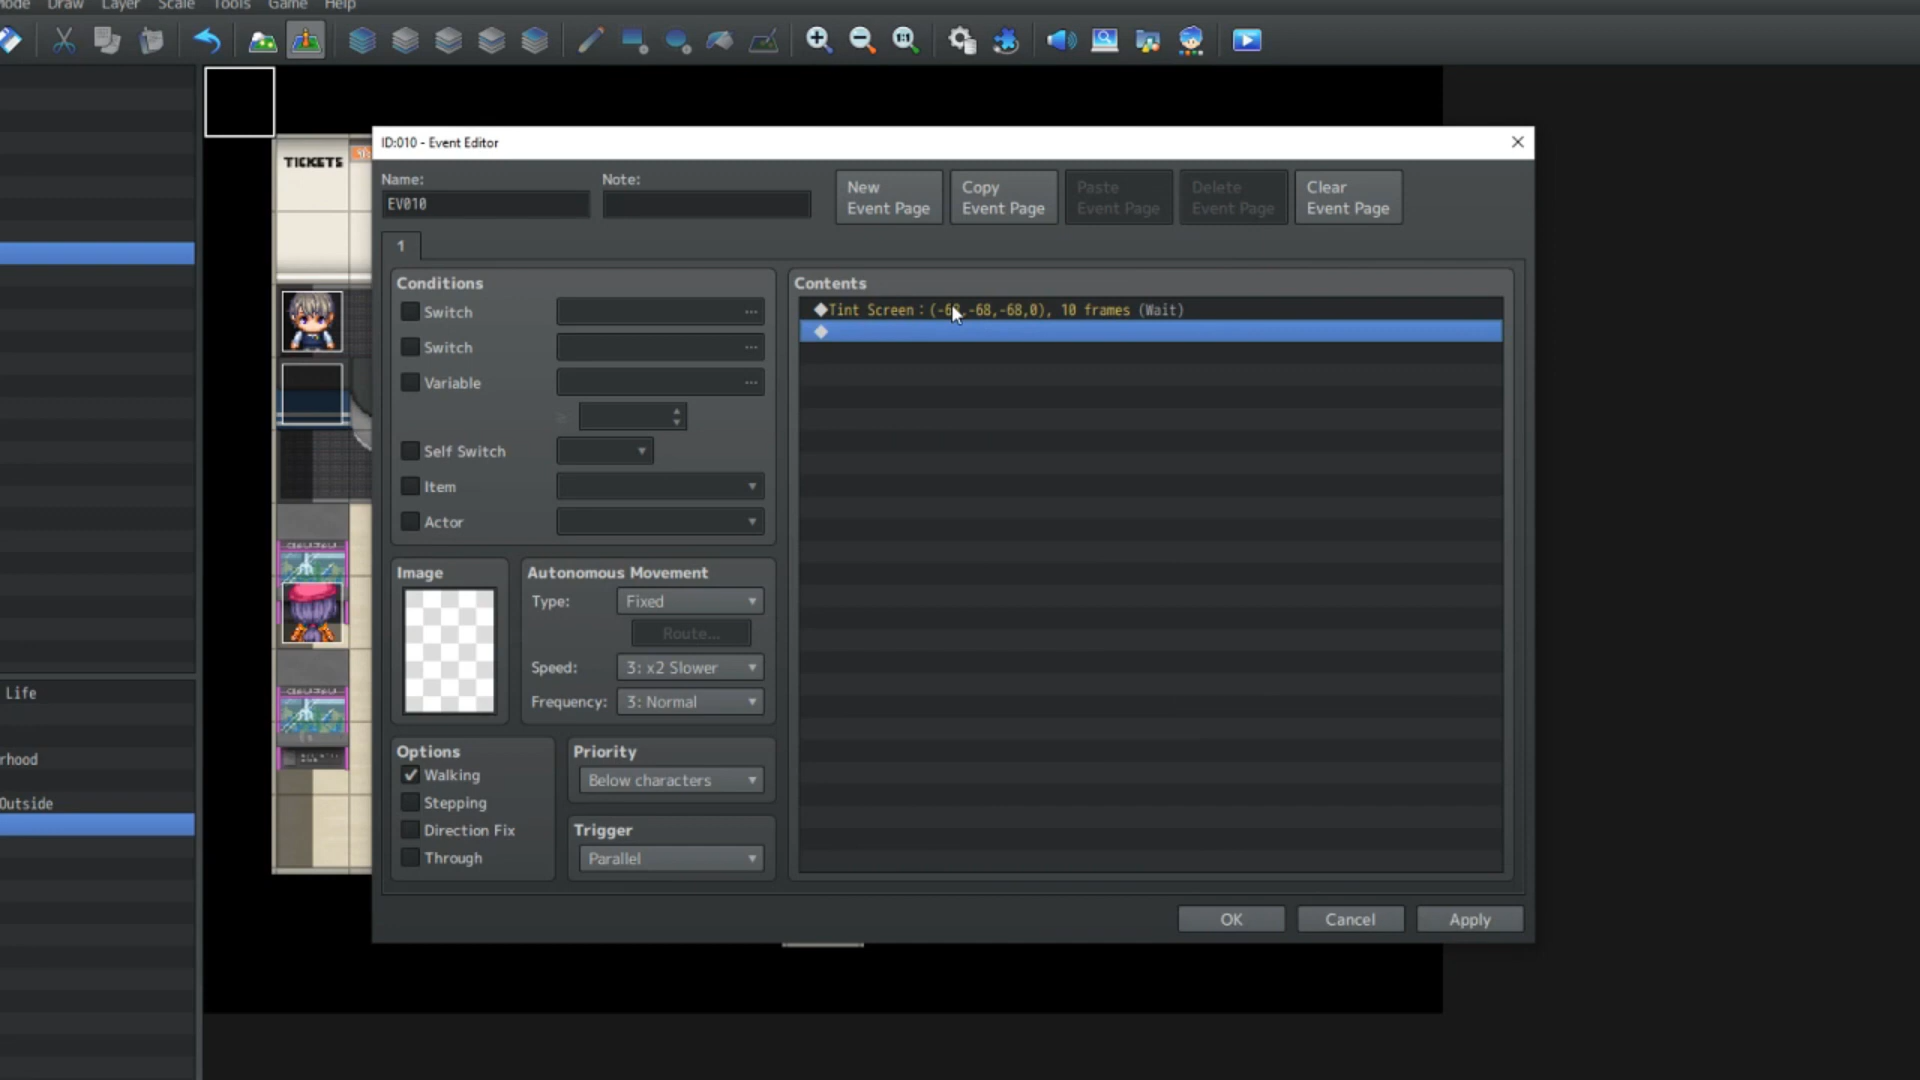 Draw Layer Scale Tools Game Help
TICKETS
ID:010 - Event Editor
Name:
Note:
EV010
New
Event Page
Copy
Event Page
Paste
Event Page
Delete
Event Page
Clear
Event Page
1
Conditions
Switch
...
Switch
...
Variable
...
≥
Self Switch
Item
Actor
Contents
◆Tint Screen：(-68,-68,-68,0), 10 frames (Wait)
◆
Image
Autonomous Movement
Type:
Fixed
Route...
Speed:
3: x2 Slower
Frequency:
3: Normal
Options
Walking
Stepping
Direction Fix
Through
Priority
Below characters
Trigger
Parallel
OK
Cancel
Apply
Life
rhood
Outside